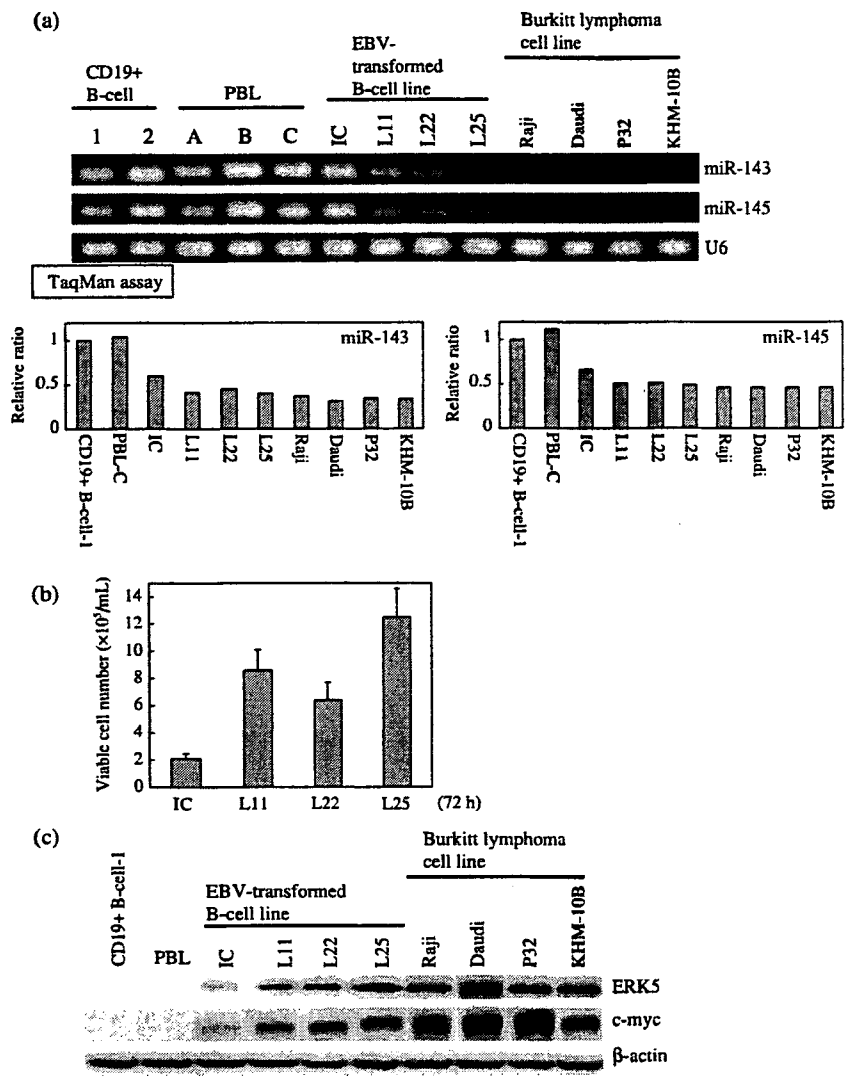 (a)
Burkitt lymphoma
cell line
EBV-
transformed
B-cell line
CD19+
B-cell
PBL
1 2 A B C IC L11 L22 L25 Raji Daudi P32 KHM-10B
miR-143
miR-145
U6
TaqMan assay
Relative ratio
1
0.5
0
miR-143
CD19+ B-cell-1 PBL-C IC L11 L22 L25 Raji Daudi P32 KHM-10B
Relative ratio
1
0.5
0
miR-145
CD19+ B-cell-1 PBL-C IC L11 L22 L25 Raji Daudi P32 KHM-10B
(b)
Viable cell number (×10⁵/mL)
14
12
10
8
6
4
2
0
IC L11 L22 L25 (72 h)
(c)
Burkitt lymphoma
cell line
EBV-transformed
B-cell line
CD19+ B-cell-1 PBL IC L11 L22 L25 Raji Daudi P32 KHM-10B
ERK5
c-myc
β-actin